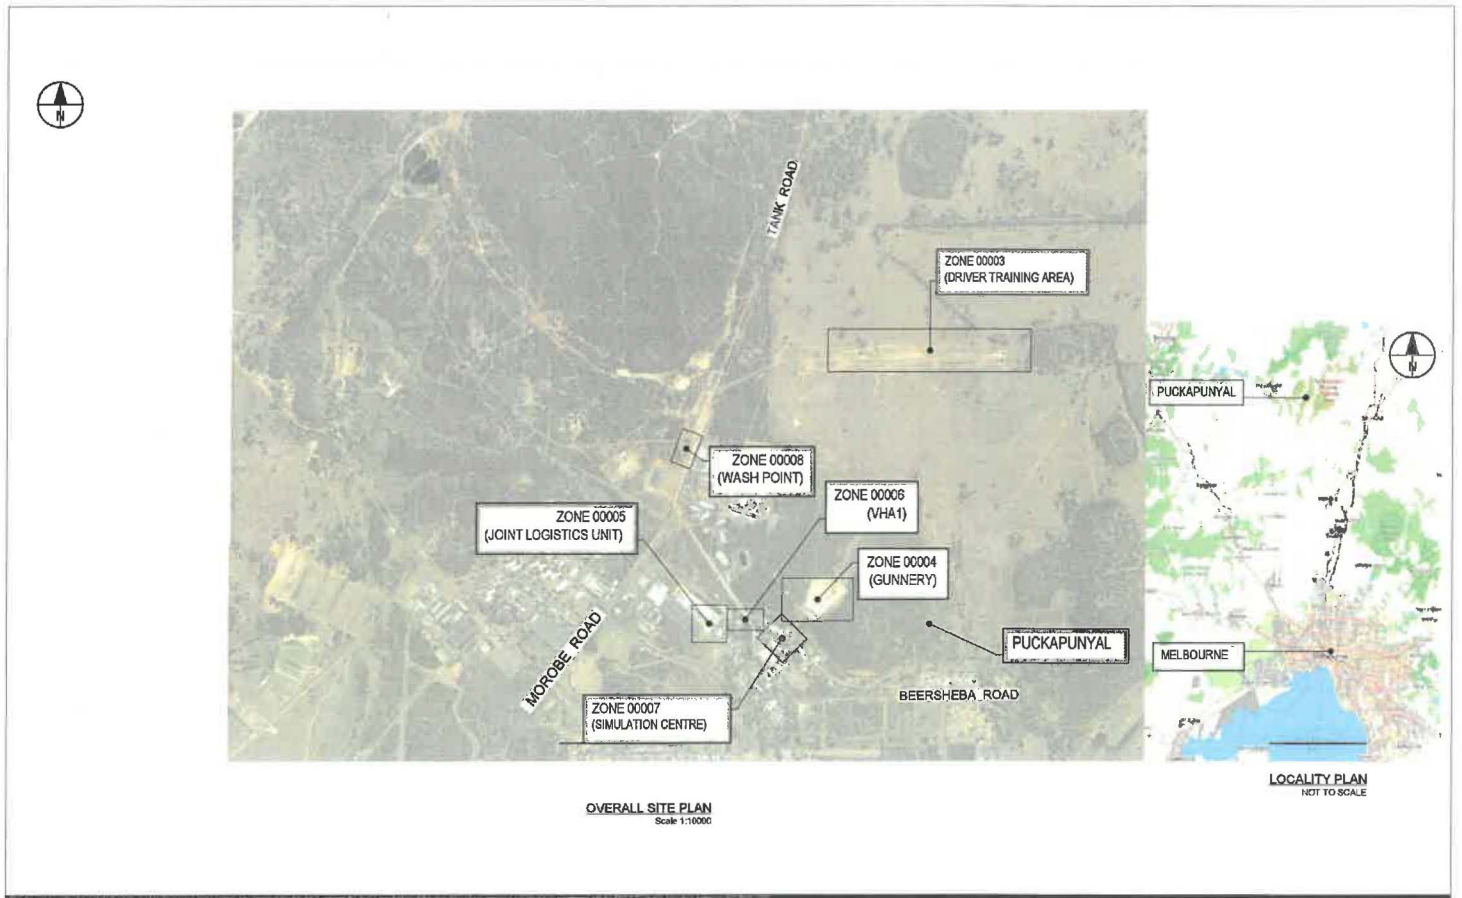 N
TANK ROAD
ZONE 00003
(DRIVER TRAINING AREA)
N
PUCKAPUNYAL
ZONE 00008
(WASH POINT)
ZONE 00006
(VHA1)
ZONE 00005
(JOINT LOGISTICS UNIT)
ZONE 00004
(GUNNERY)
MOROBE ROAD
PUCKAPUNYAL
MELBOURNE
BEERSHEBA ROAD
ZONE 00007
(SIMULATION CENTRE)
LOCALITY PLAN
NOT TO SCALE
OVERALL SITE PLAN
Scale 1:10000